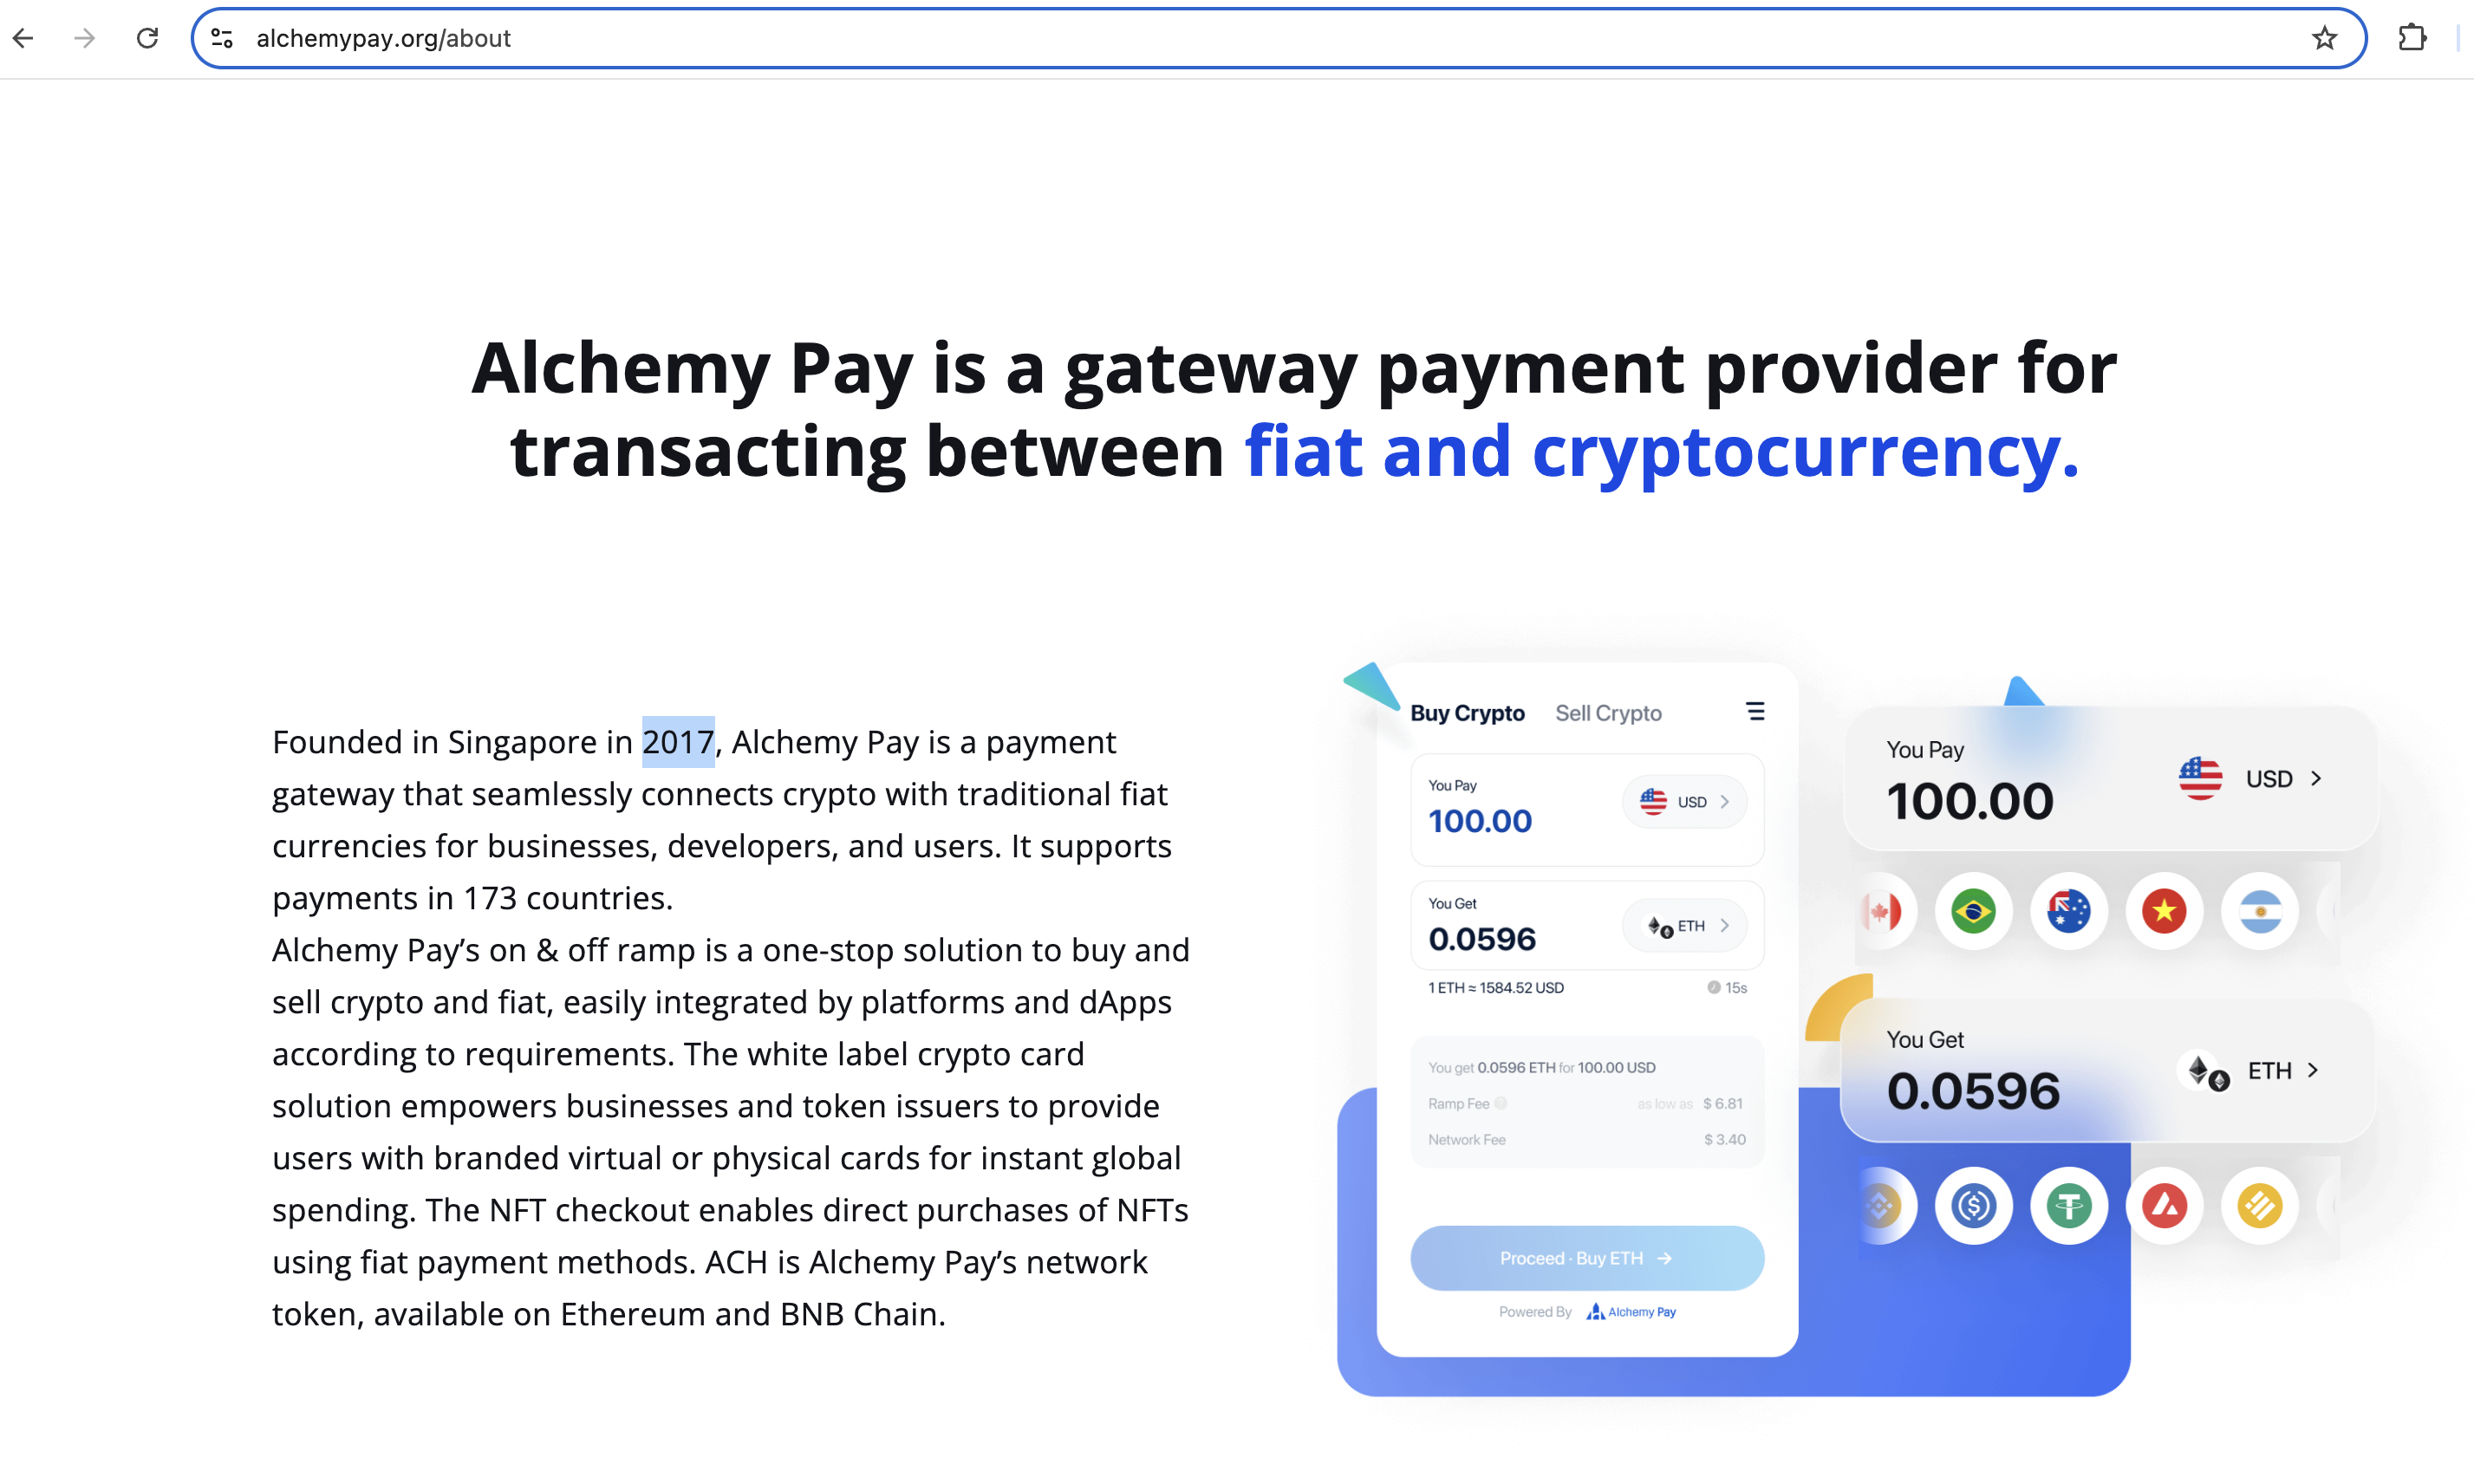 alchemypay.org/about
Alchemy Pay is a gateway payment provider for
transacting between fiat and cryptocurrency.
Founded in Singapore in 2017, Alchemy Pay is a payment
gateway that seamlessly connects crypto with traditional fiat
currencies for businesses, developers, and users. It supports
payments in 173 countries.
Alchemy Pay’s on & off ramp is a one-stop solution to buy and
sell crypto and fiat, easily integrated by platforms and dApps
according to requirements. The white label crypto card
solution empowers businesses and token issuers to provide
users with branded virtual or physical cards for instant global
spending. The NFT checkout enables direct purchases of NFTs
using fiat payment methods. ACH is Alchemy Pay’s network
token, available on Ethereum and BNB Chain.
Buy Crypto Sell Crypto
You Pay
100.00 USD
You Get
0.0596 ETH
1 ETH ≈ 1584.52 USD 15s
You get 0.0596 ETH for 100.00 USD
Ramp Fee as low as $ 6.81
Network Fee $ 3.40
Proceed · Buy ETH →
Powered By Alchemy Pay
You Pay
100.00 USD
You Get
0.0596 ETH